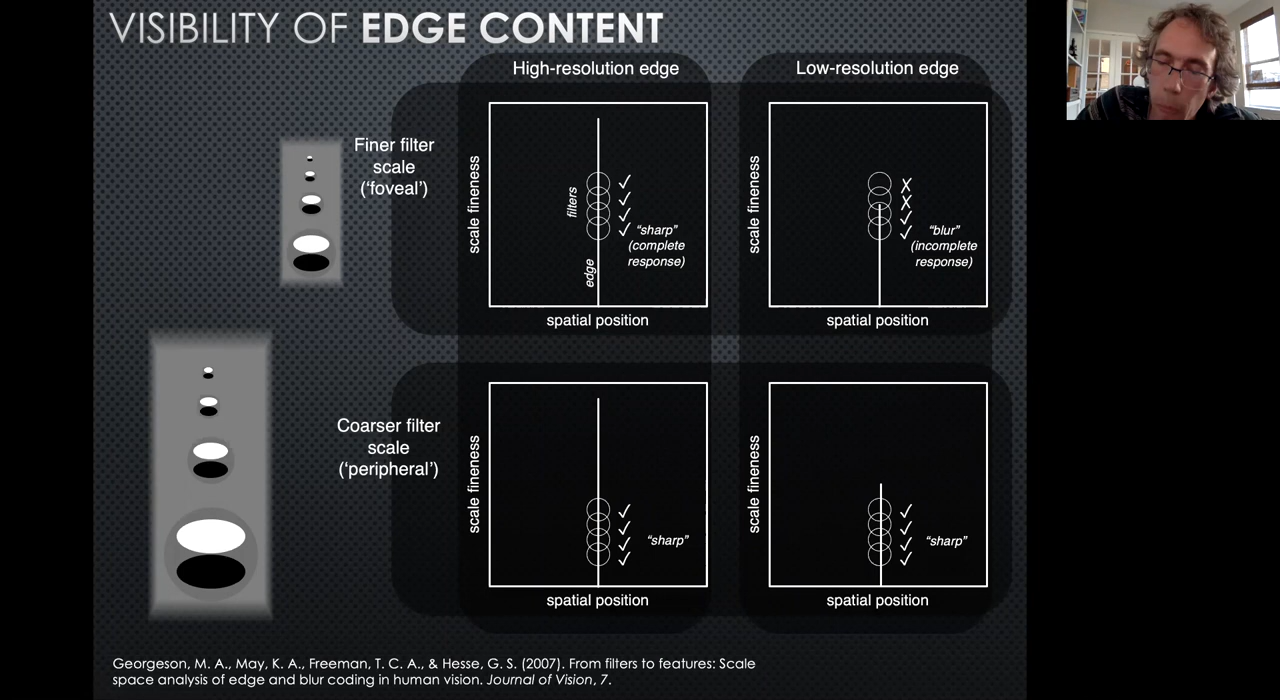 VISIBILITY OF EDGE CONTENT
High-resolution edge
Low-resolution edge
Finer filter
scale
(‘foveal’)
scale fineness
filters
edge
“sharp”
(complete
response)
spatial position
scale fineness
“blur”
(incomplete
response)
spatial position
Coarser filter
scale
(‘peripheral’)
scale fineness
“sharp”
spatial position
scale fineness
“sharp”
spatial position
Georgeson, M. A., May, K. A., Freeman, T. C. A., & Hesse, G. S. (2007). From filters to features: Scale
space analysis of edge and blur coding in human vision. Journal of Vision, 7.